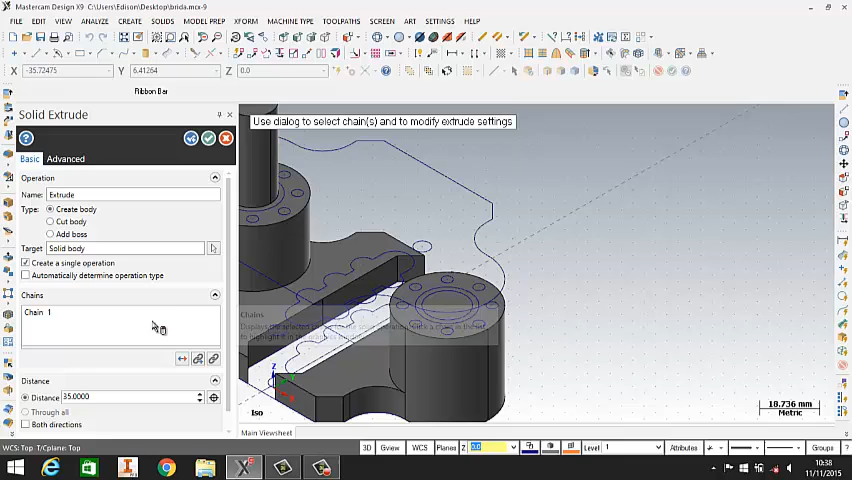 Mastercam Design X9 C:\Users\Edison\Desktop\brida.mcx-9
FILE EDIT VIEW ANALYZE CREATE SOLIDS MODEL PREP XFORM MACHINE TYPE TOOLPATHS SCREEN ART SETTINGS HELP
X -35.72475 Y 6.41264 Z 0.0
Ribbon Bar
Solid Extrude
Use dialog to select chain(s) and to modify extrude settings
Basic Advanced
Operation
Name: Extrude
Type: Create body
Cut body
Add boss
Target Solid body
Create a single operation
Automatically determine operation type
Chains
Chain 1
Chains
Distance
Distance 35.0000
Through all
Both directions
Z
X
Iso
18.736 mm
Metric
Main Viewsheet
WCS: Top T/Cplane: Top
3D Gview WCS Planes Z 0.0 Level 1 Attributes Groups
10:38
11/11/2015